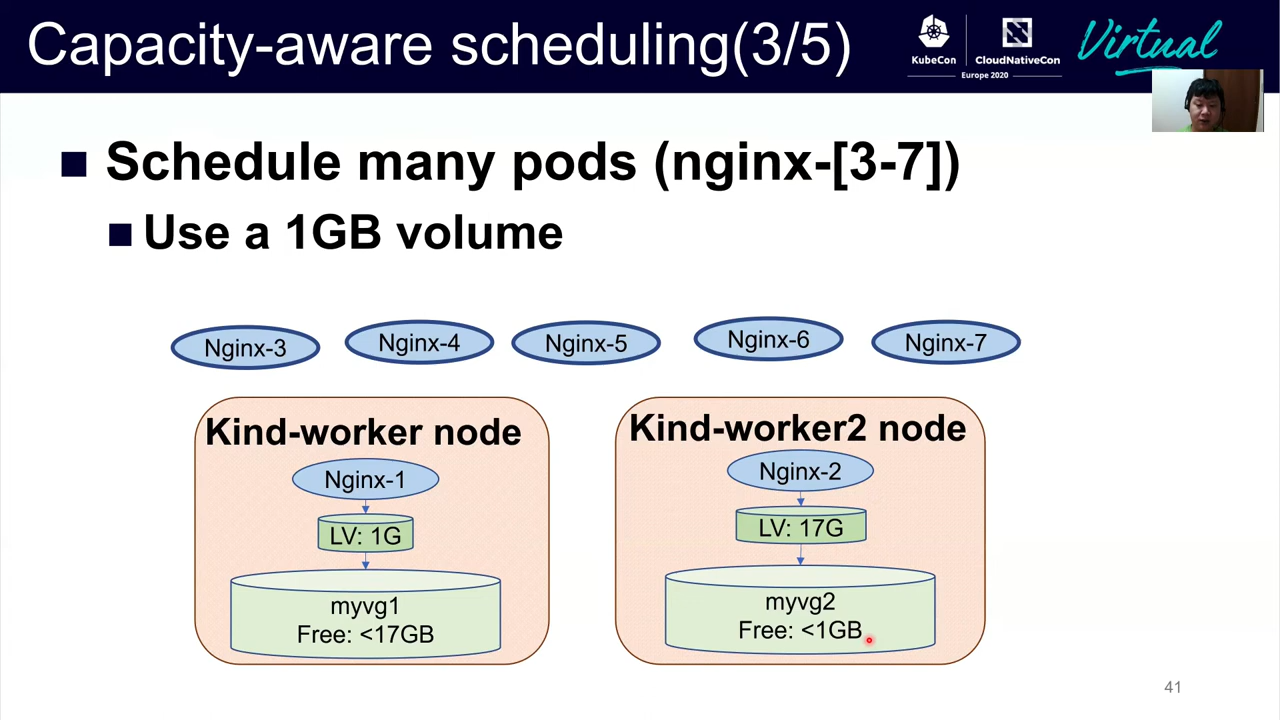 Capacity-aware scheduling(3/5)
KubeCon
CloudNativeCon
Europe 2020
Virtual
Schedule many pods (nginx-[3-7])
Use a 1GB volume
Nginx-3
Nginx-4
Nginx-5
Nginx-6
Nginx-7
Kind-worker node
Nginx-1
LV: 1G
myvg1
Free: <17GB
Kind-worker2 node
Nginx-2
LV: 17G
myvg2
Free: <1GB
41